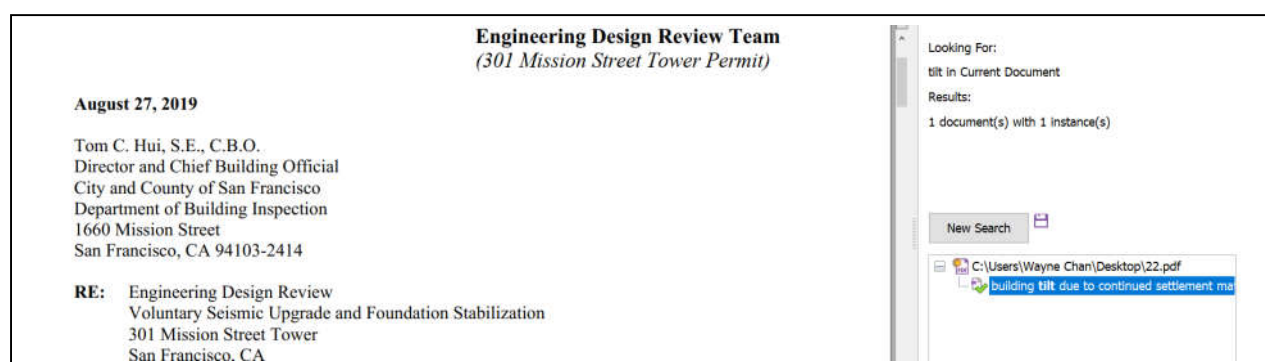 Engineering Design Review Team
(301 Mission Street Tower Permit)
August 27, 2019
Tom C. Hui, S.E., C.B.O.
Director and Chief Building Official
City and County of San Francisco
Department of Building Inspection
1660 Mission Street
San Francisco, CA 94103-2414
RE: Engineering Design Review
Voluntary Seismic Upgrade and Foundation Stabilization
301 Mission Street Tower
San Francisco, CA
Looking For:
tilt in Current Document
Results:
1 document(s) with 1 instance(s)
New Search
C:\Users\Wayne Chan\Desktop\22.pdf
building tilt due to continued settlement ma